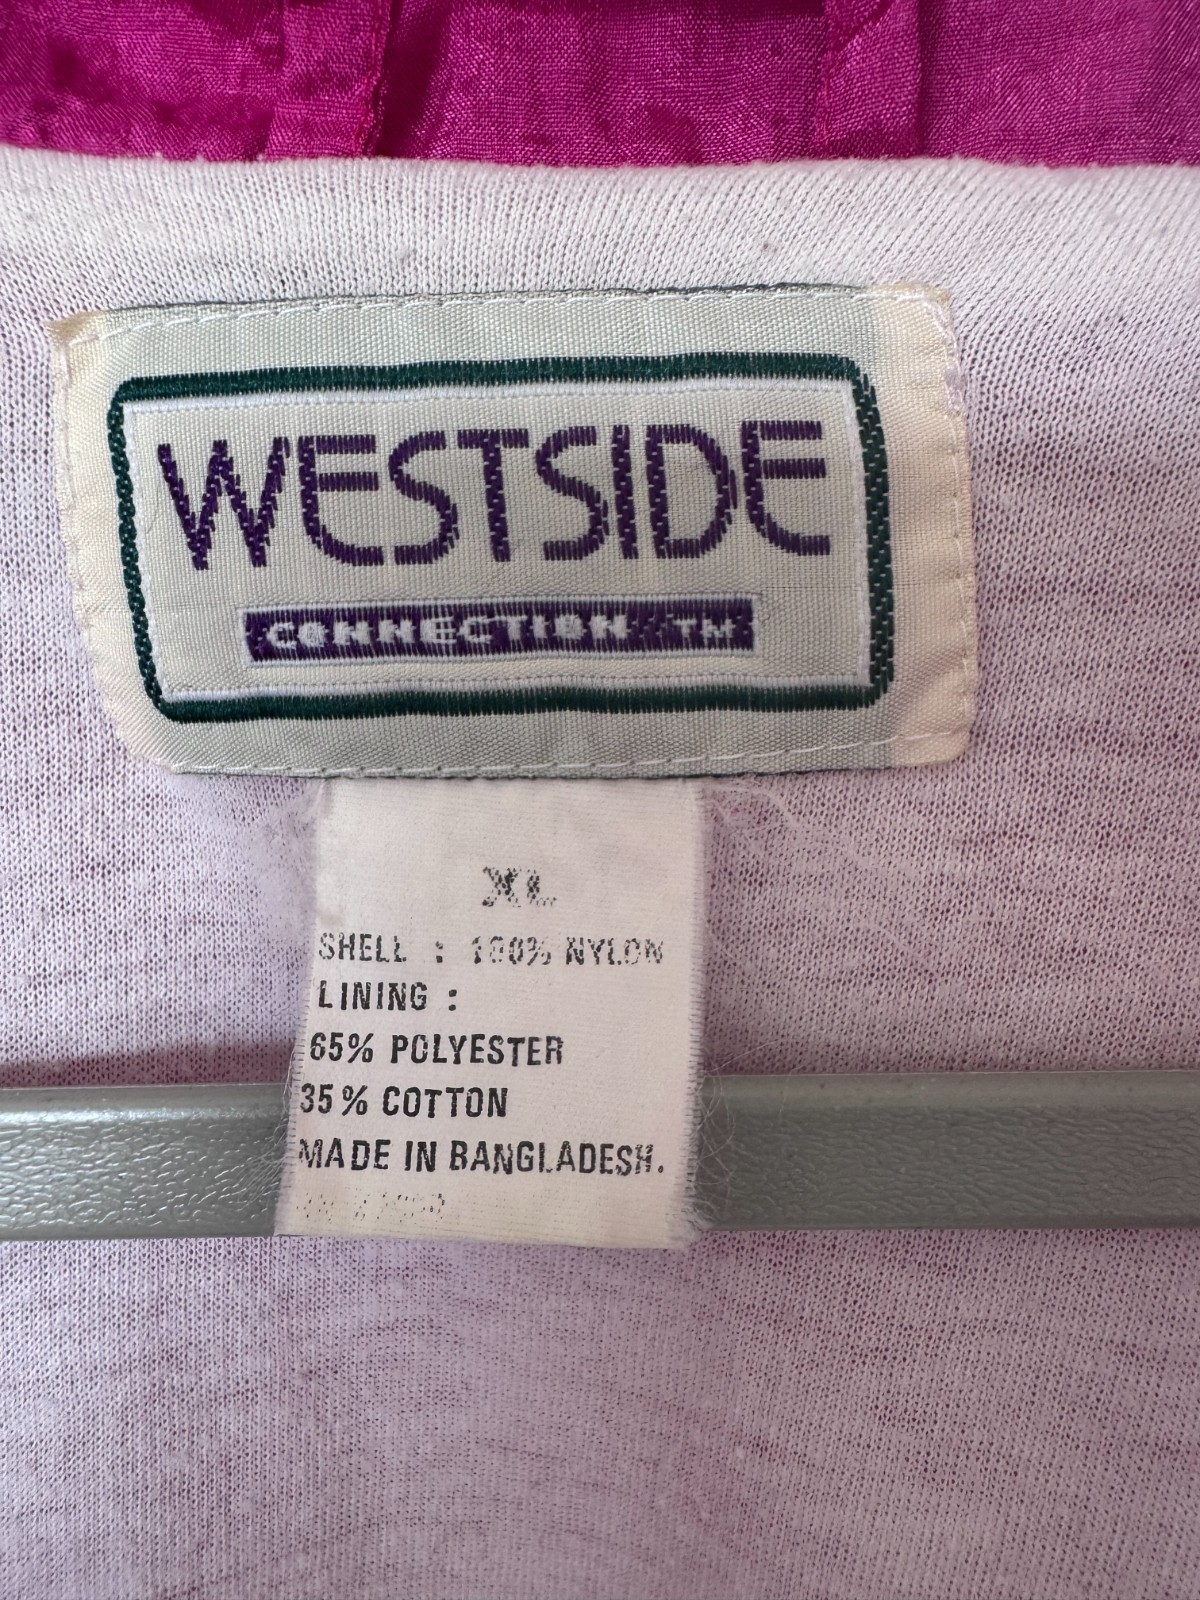 WESTSIDE
CONNECTION TM
XL
SHELL : 100% NYLON
LINING :
65% POLYESTER
35% COTTON
MADE IN BANGLADESH.